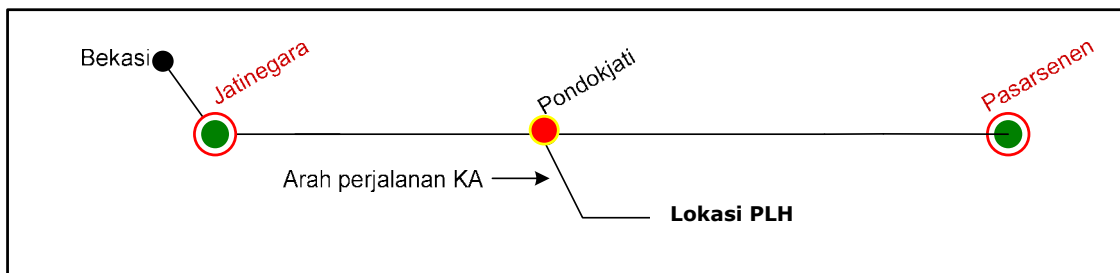 Bekasi
Jatinegara
Pondokjati
Pasarsenen
Arah perjalanan KA
Lokasi PLH